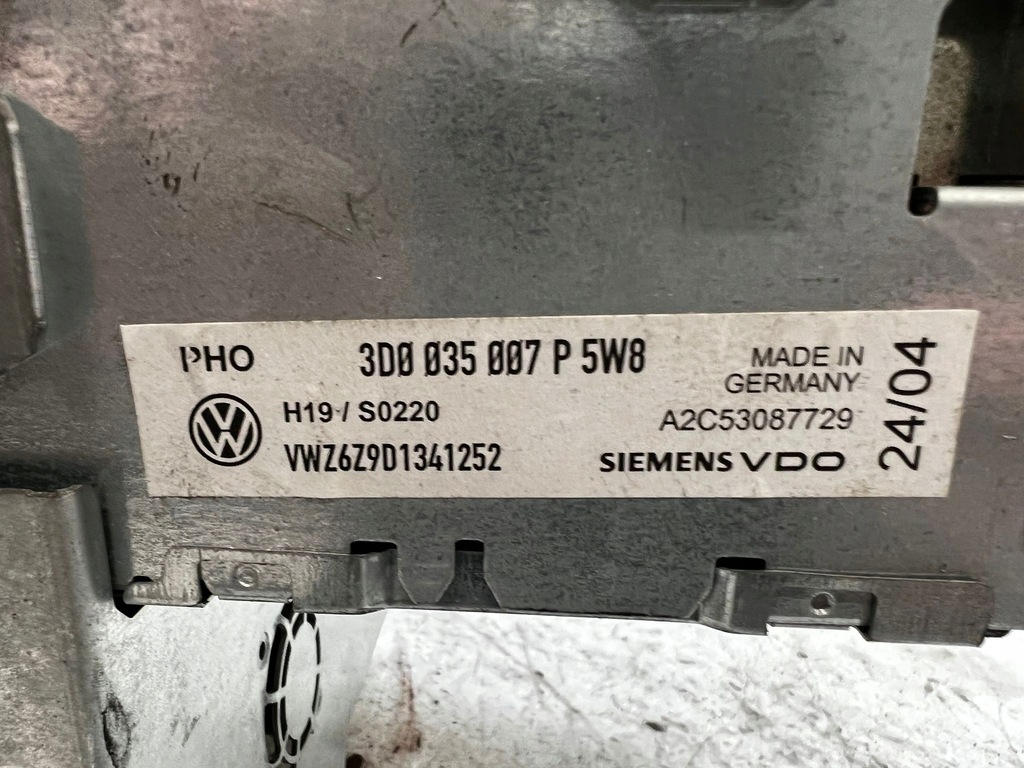 PHO
3D0 035 007 P 5W8
MADE IN
GERMANY
H19 / S0220
A2C53087729
VWZ6Z9D1341252
SIEMENS VDO
24/04